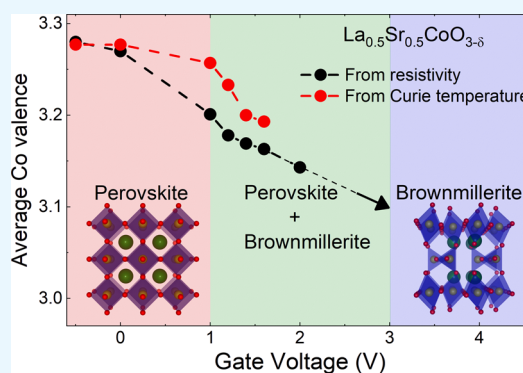 La0.5Sr0.5CoO3-δ
From resistivity
From Curie temperature
Average Co valence
3.3
3.2
3.1
3.0
Perovskite
Perovskite
+
Brownmillerite
Brownmillerite
0 1 2 3 4
Gate Voltage (V)